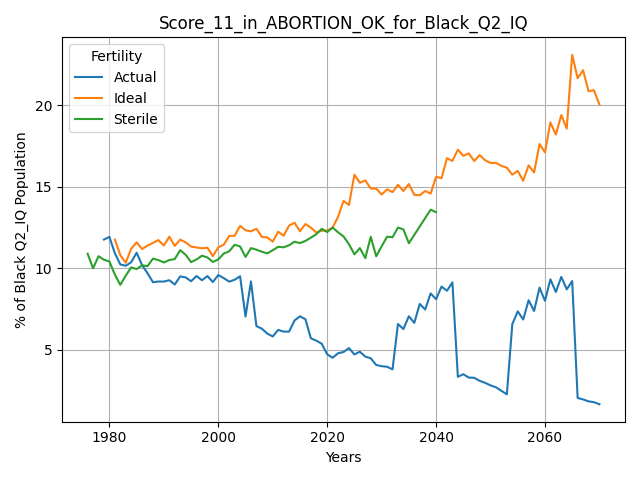 Score_11_in_ABORTION_OK_for_Black_Q2_IQ
Fertility
Actual
Ideal
Sterile
% of Black Q2_IQ Population
20
15
10
5
1980 2000 2020 2040 2060
Years